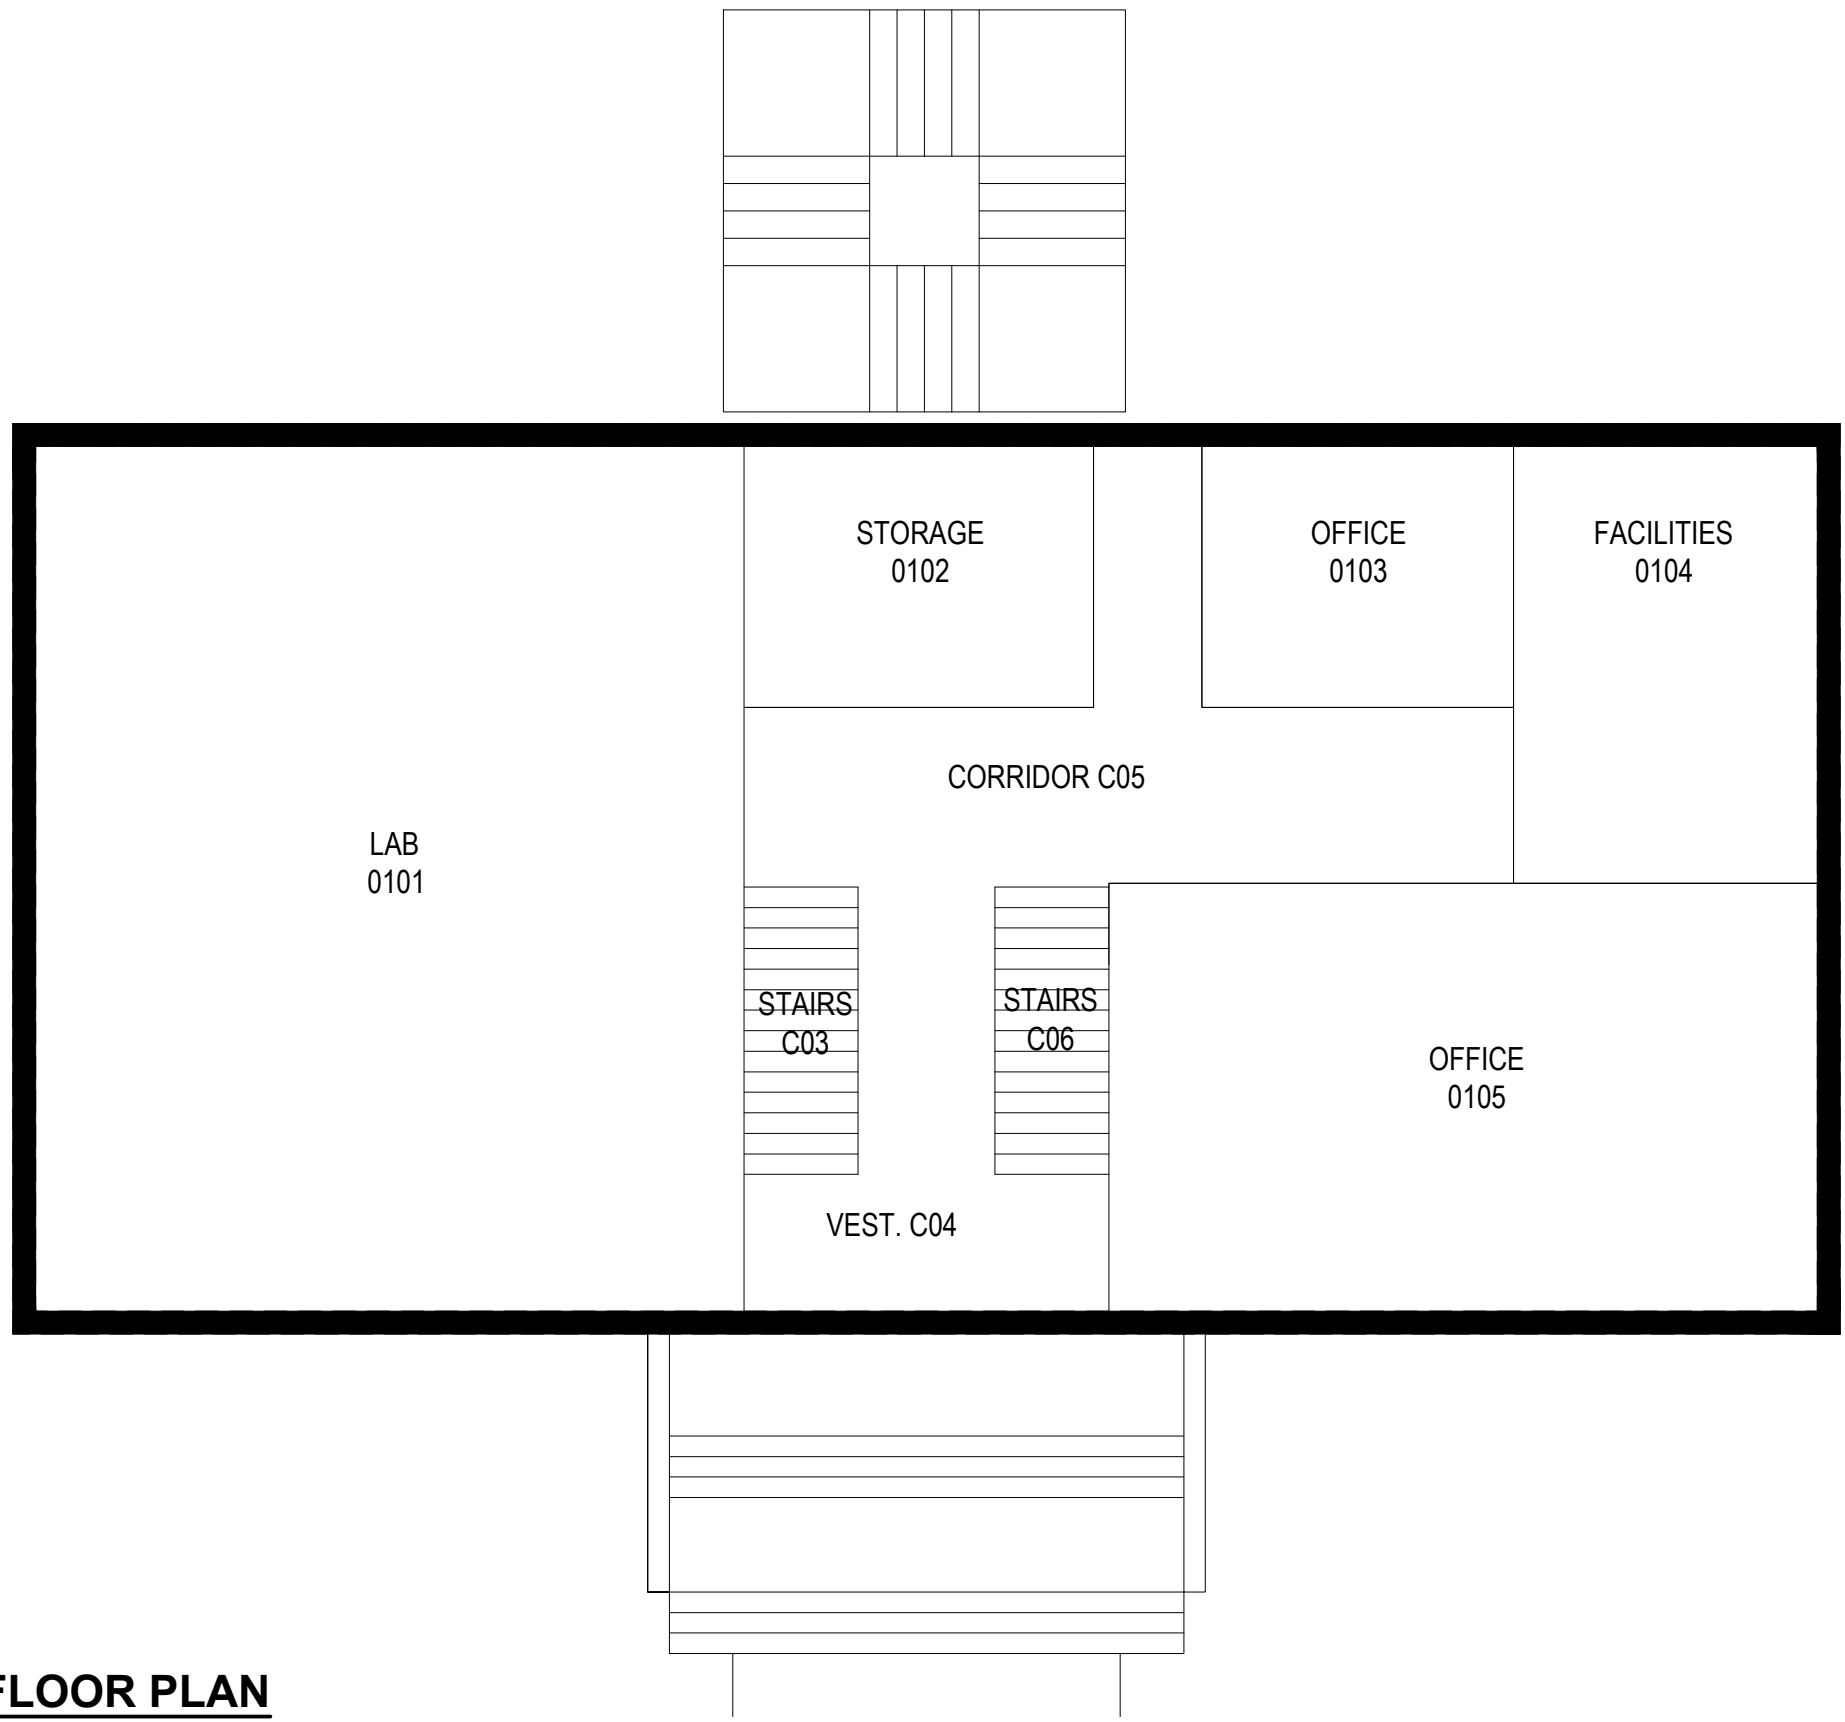 STORAGE
0102
OFFICE
0103
FACILITIES
0104
CORRIDOR C05
LAB
0101
STAIRS
C03
STAIRS
C06
OFFICE
0105
VEST. C04
FLOOR PLAN